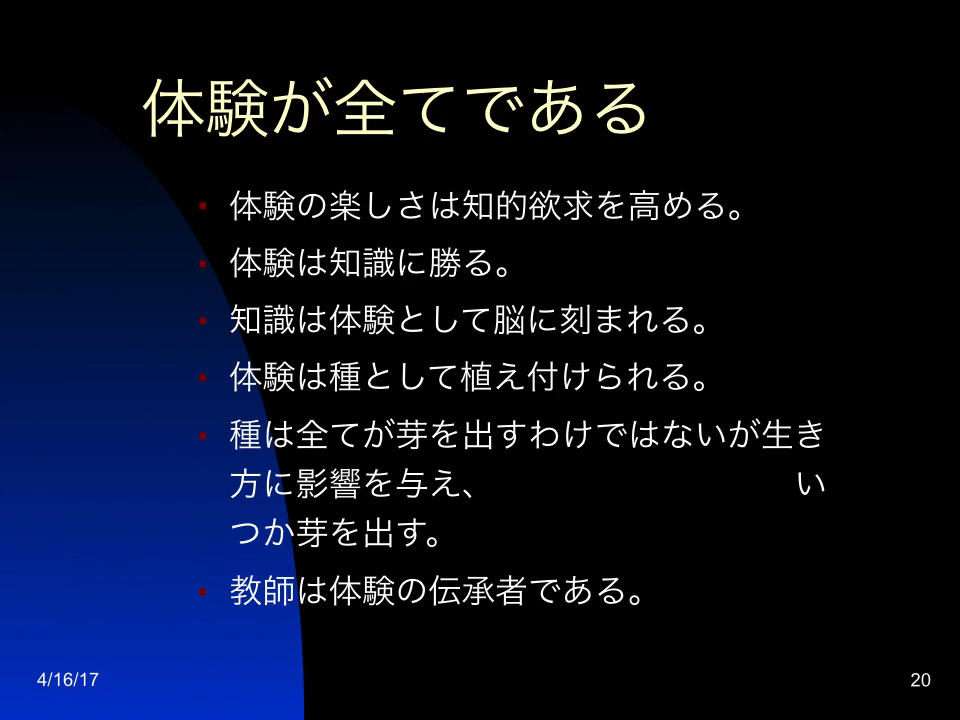 体験が全てである
体験の楽しさは知的欲求を高める。
体験は知識に勝る。
知識は体験として脳に刻まれる。
体験は種として植え付けられる。
種は全てが芽を出すわけではないが生き
方に影響を与え、 い
つか芽を出す。
教師は体験の伝承者である。
4/16/17
20